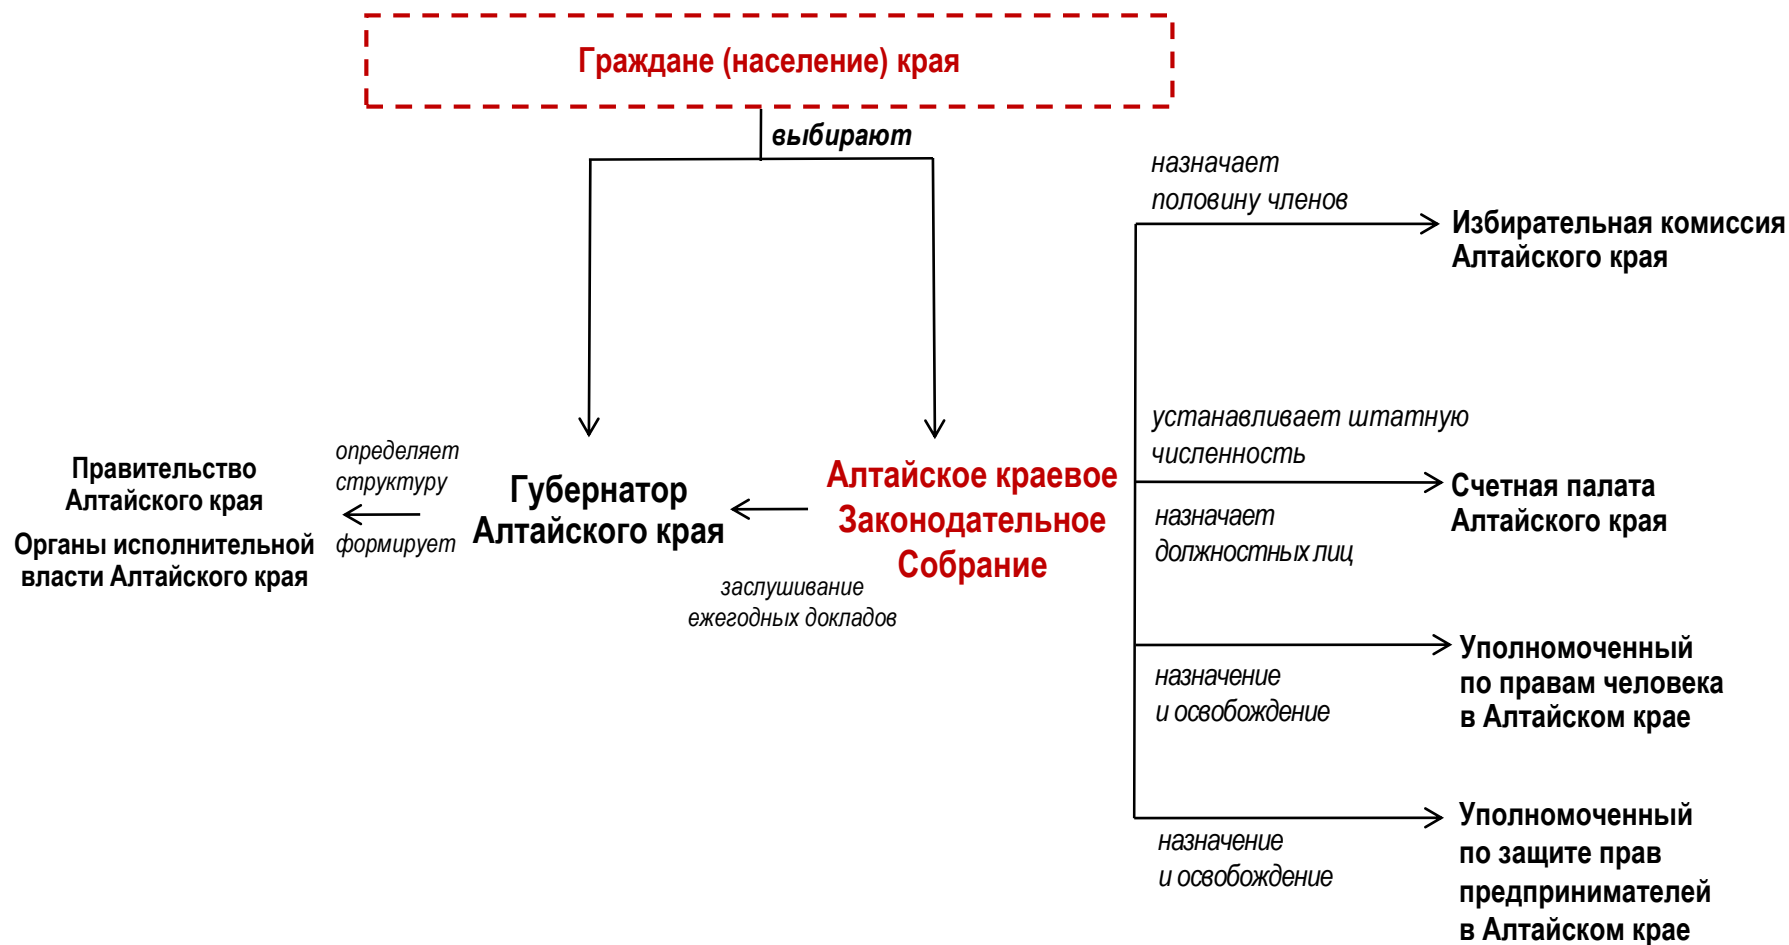 Граждане (население) края
выбирают
назначает
половину членов
Избирательная комиссия
Алтайского края
устанавливает штатную
численность
Счетная палата
Алтайского края
назначает
должностных лиц
Правительство
Алтайского края
Органы исполнительной
власти Алтайского края
определяет
структуру
формирует
Губернатор
Алтайского края
Алтайское краевое
Законодательное
Собрание
заслушивание
ежегодных докладов
назначение
и освобождение
Уполномоченный
по правам человека
в Алтайском крае
назначение
и освобождение
Уполномоченный
по защите прав
предпринимателей
в Алтайском крае